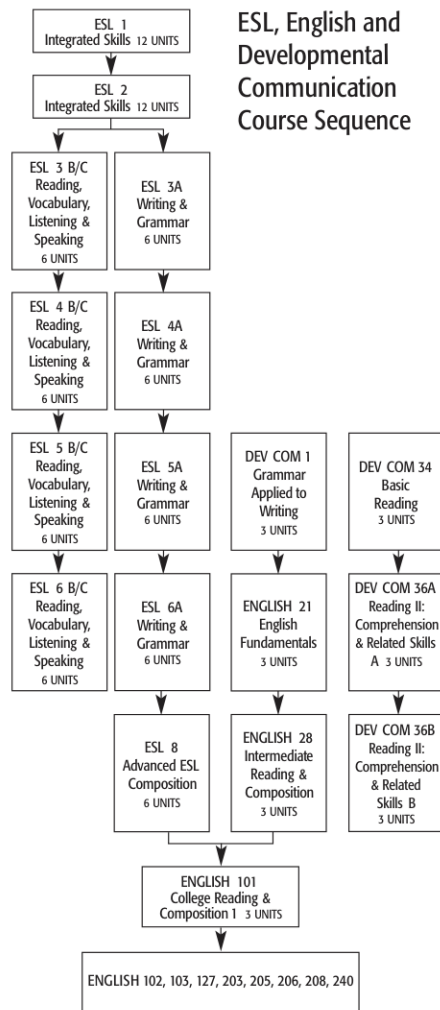 ESL, English and
Developmental
Communication
Course Sequence
ESL 1
Integrated Skills 12 UNITS
ESL 2
Integrated Skills 12 UNITS
ESL 3 B/C
Reading,
Vocabulary,
Listening &
Speaking
6 UNITS
ESL 3A
Writing &
Grammar
6 UNITS
ESL 4 B/C
Reading,
Vocabulary,
Listening &
Speaking
6 UNITS
ESL 4A
Writing &
Grammar
6 UNITS
ESL 5 B/C
Reading,
Vocabulary,
Listening &
Speaking
6 UNITS
ESL 5A
Writing &
Grammar
6 UNITS
DEV COM 1
Grammar
Applied to
Writing
3 UNITS
DEV COM 34
Basic
Reading
3 UNITS
ESL 6 B/C
Reading,
Vocabulary,
Listening &
Speaking
6 UNITS
ESL 6A
Writing &
Grammar
6 UNITS
ENGLISH 21
English
Fundamentals
3 UNITS
DEV COM 36A
Reading II:
Comprehension
& Related Skills
A 3 UNITS
ESL 8
Advanced ESL
Composition
6 UNITS
ENGLISH 28
Intermediate
Reading &
Composition
3 UNITS
DEV COM 36B
Reading II:
Comprehension
& Related
Skills B
3 UNITS
ENGLISH 101
College Reading &
Composition 1 3 UNITS
ENGLISH 102, 103, 127, 203, 205, 206, 208, 240